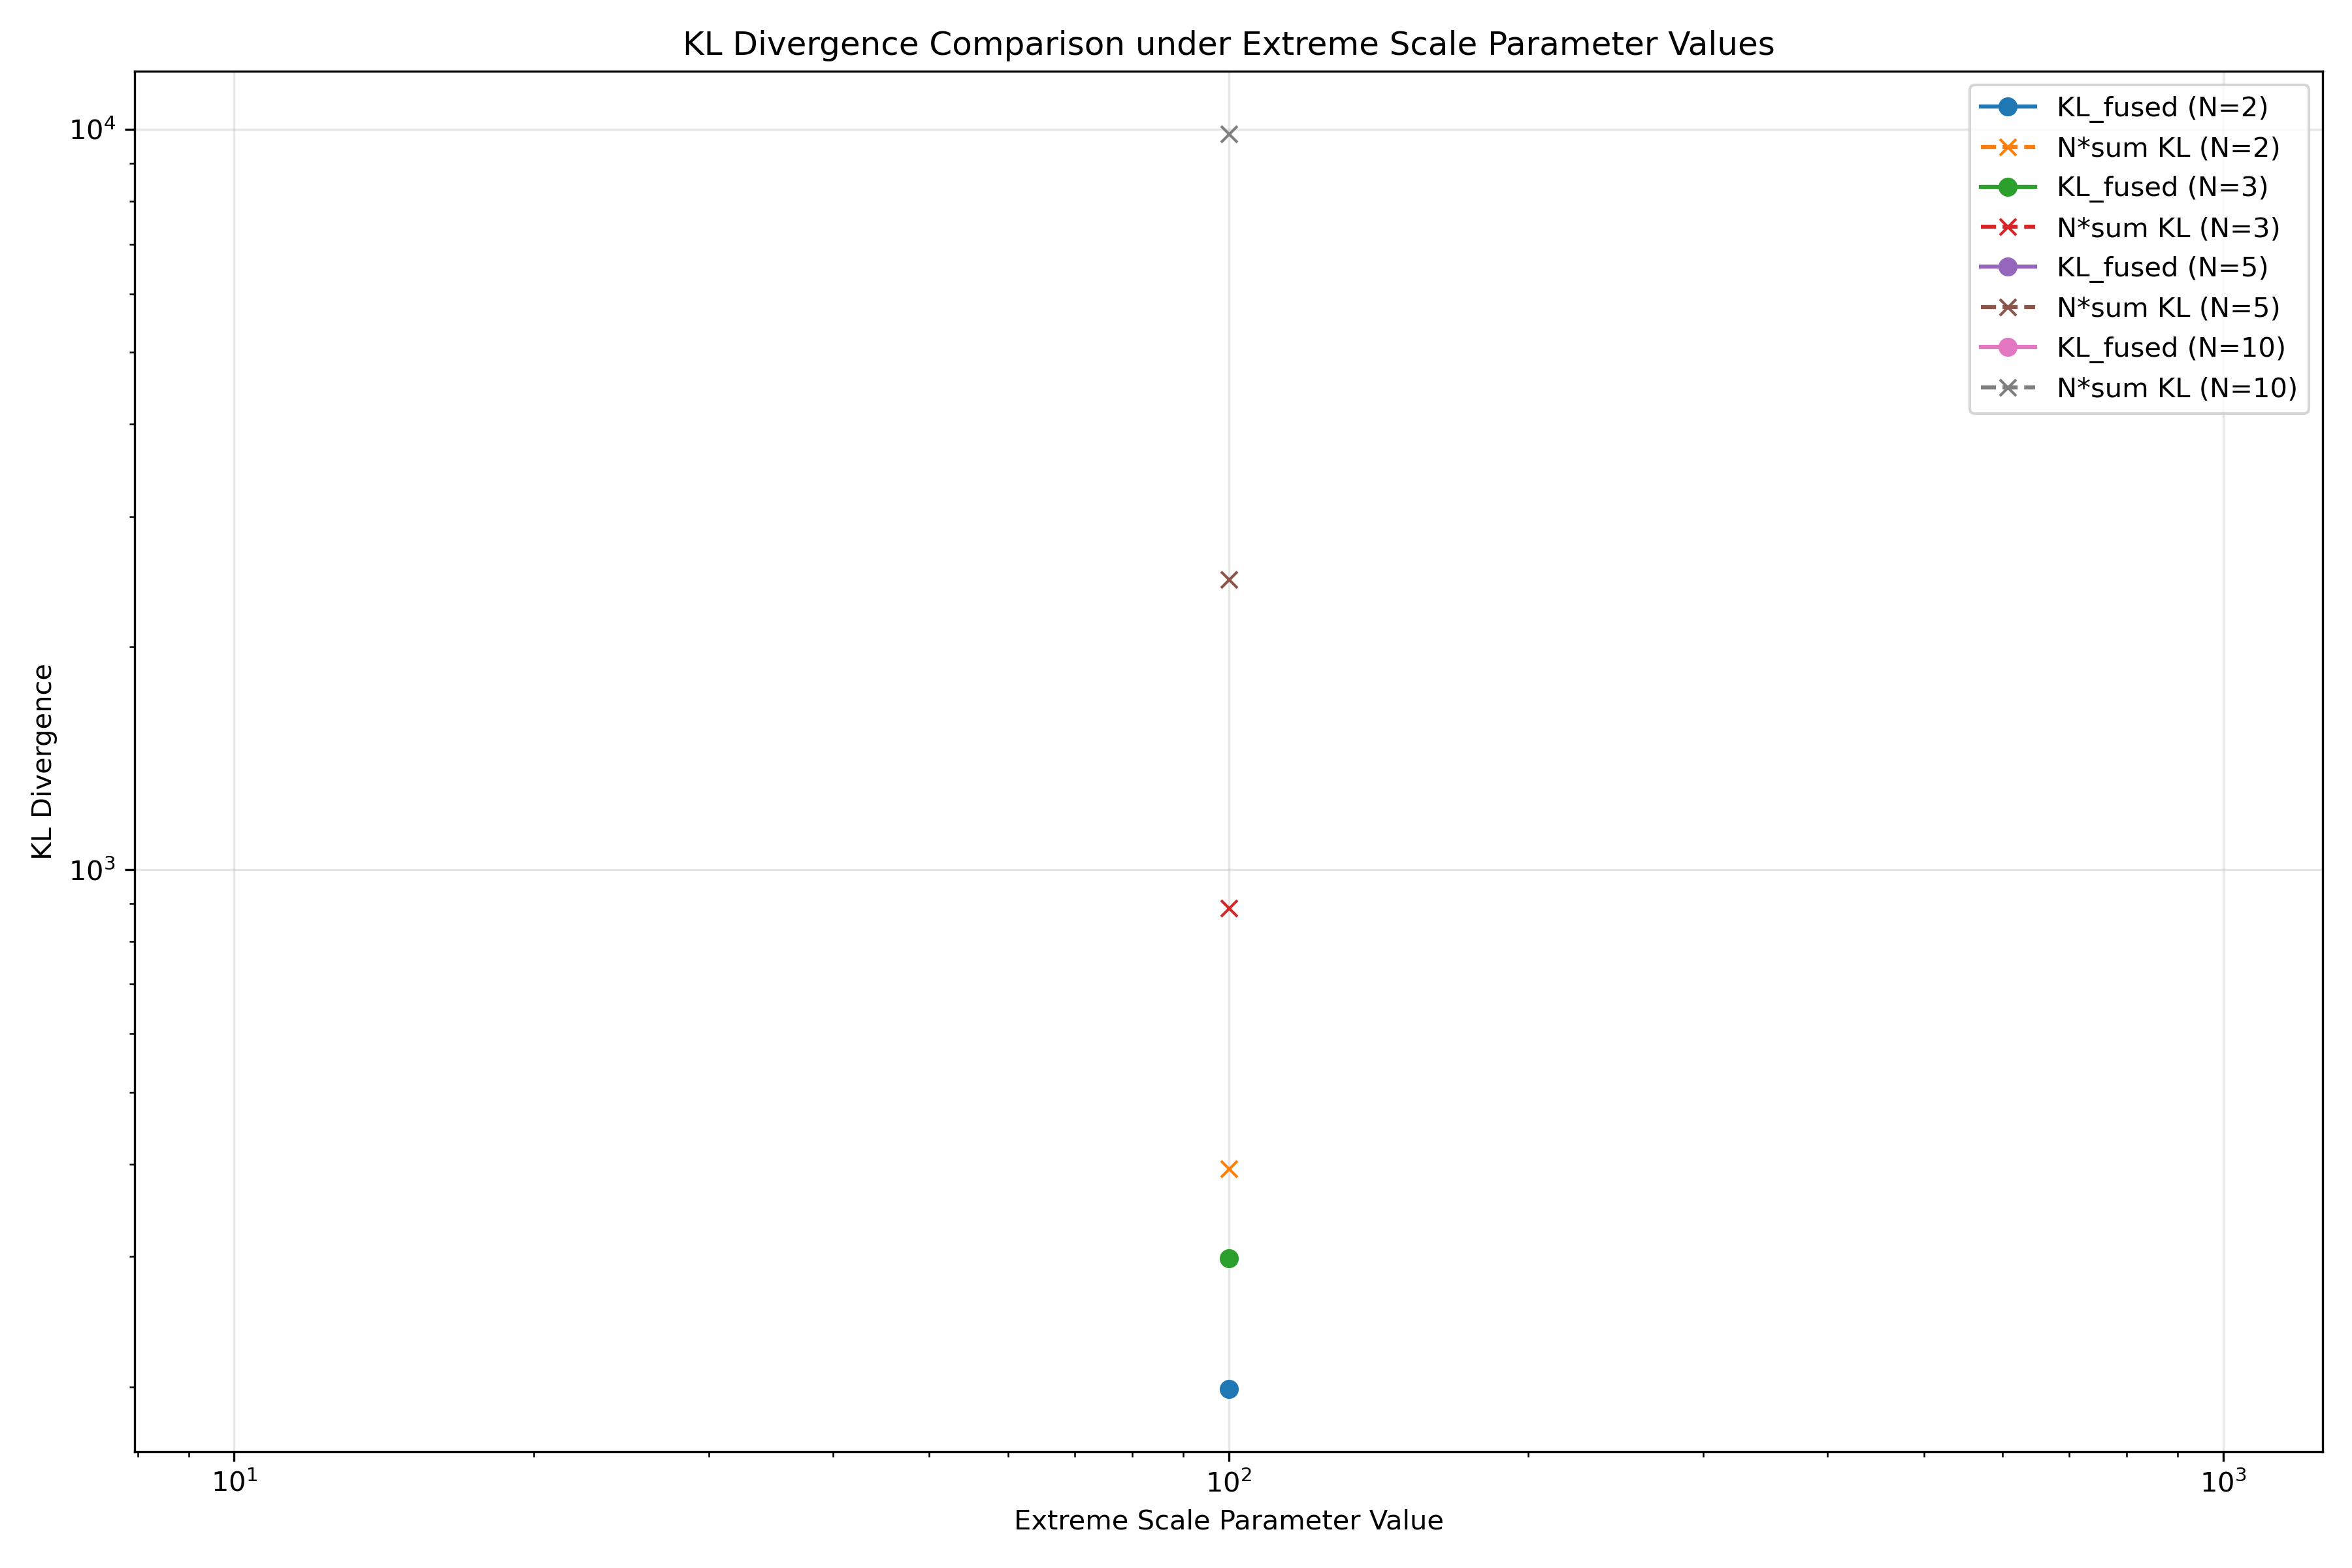 KL Divergence Comparison under Extreme Scale Parameter Values
KL_fused (N=2)
N*sum KL (N=2)
KL_fused (N=3)
N*sum KL (N=3)
KL_fused (N=5)
N*sum KL (N=5)
KL_fused (N=10)
N*sum KL (N=10)
KL Divergence
10⁴
10³
10¹ 10² 10³
Extreme Scale Parameter Value